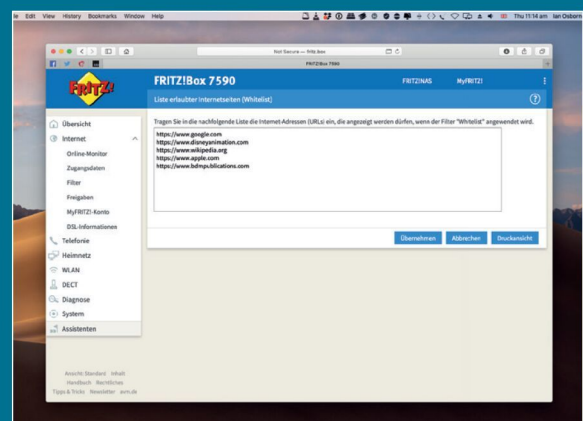 File Edit View History Bookmarks Window Help
Thu 11:14 am Ian Osborn
Not Secure — fritz.box
FRITZ!Box 7590
FRITZ!
FRITZ!Box 7590
FRITZ!NAS
MyFRITZ!
Liste erlaubter Internetseiten (Whitelist)
Übersicht
Internet
Online-Monitor
Zugangsdaten
Filter
Freigaben
MyFRITZ!-Konto
DSL-Informationen
Telefonie
Heimnetz
WLAN
DECT
Diagnose
System
Assistenten
Tragen Sie in die nachfolgende Liste die Internet-Adressen (URLs) ein, die angezeigt werden dürfen, wenn der Filter "Whitelist" angewendet wird.
https://www.google.com
https://www.disneyanimation.com
https://www.wikipedia.org
https://www.apple.com
https://www.bdmpublications.com
Übernehmen
Abbrechen
Druckansicht
Ansicht: Standard Inhalt
Handbuch Rechtliches
Tipps & Tricks Newsletter avm.de